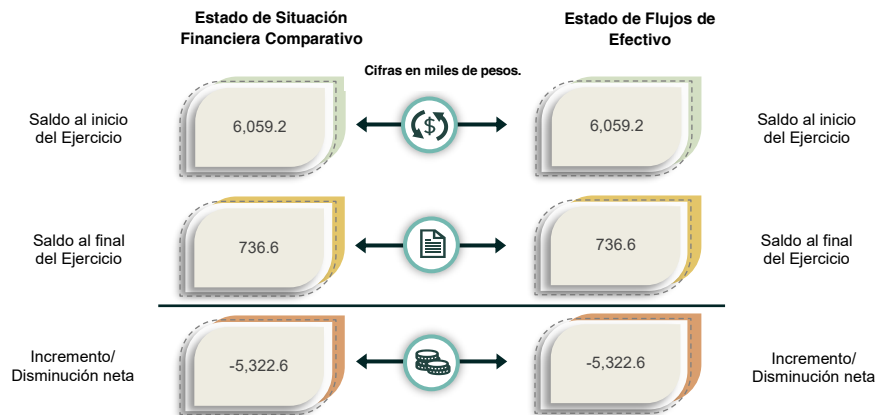 Estado de Situación
Financiera Comparativo
Estado de Flujos de
Efectivo
Cifras en miles de pesos.
Saldo al inicio
del Ejercicio
6,059.2
$
6,059.2
Saldo al inicio
del Ejercicio
Saldo al final
del Ejercicio
736.6
736.6
Saldo al final
del Ejercicio
Incremento/
Disminución neta
-5,322.6
-5,322.6
Incremento/
Disminución neta